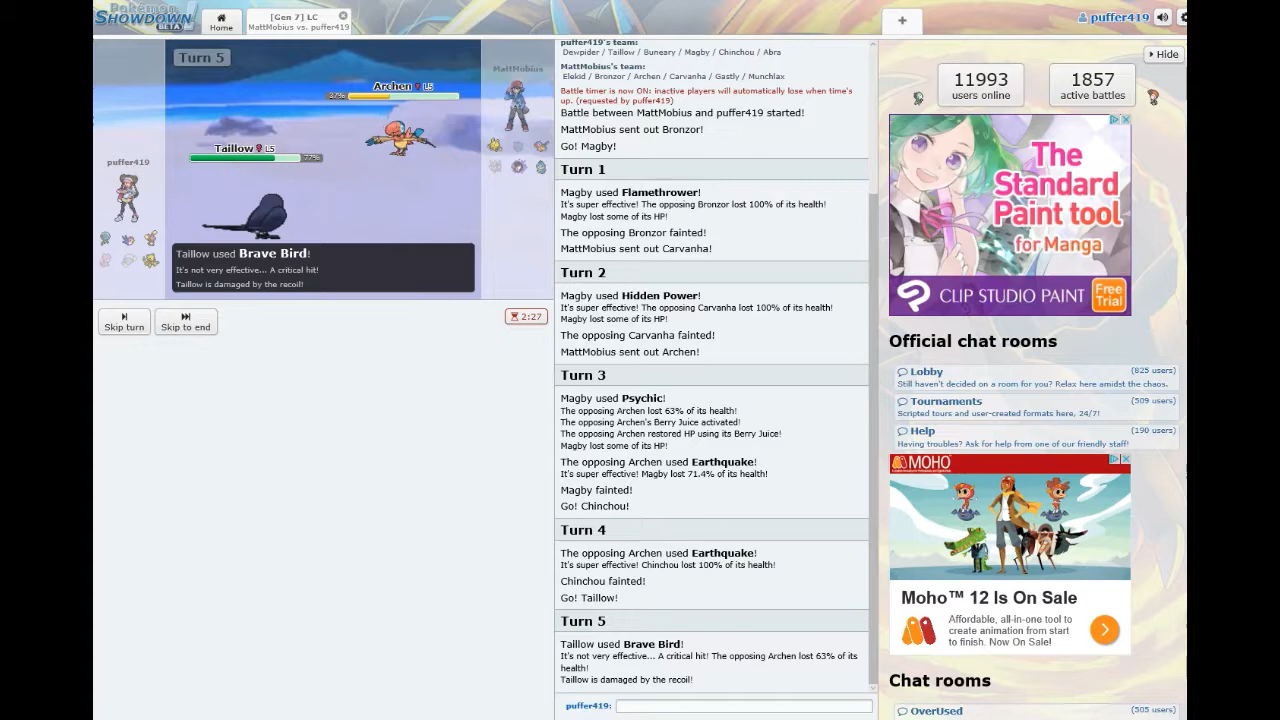 Pokémon
SHOWDOWN
BETA
Home
[Gen 7] LC
MattMobius vs. puffer419
+
puffer419
Turn 5
Archen L5
37%
Taillow L5
77%
puffer419
MattMobius
Taillow used Brave Bird!
It's not very effective... A critical hit!
Taillow is damaged by the recoil!
Skip turn
Skip to end
2:27
puffer419's team:
Dewpider / Taillow / Buneary / Magby / Chinchou / Abra
MattMobius's team:
Elekid / Bronzor / Archen / Carvanha / Gastly / Munchlax
Battle timer is now ON: inactive players will automatically lose when time's
up. (requested by puffer419)
Battle between MattMobius and puffer419 started!
MattMobius sent out Bronzor!
Go! Magby!
Turn 1
Magby used Flamethrower!
It's super effective! The opposing Bronzor lost 100% of its health!
Magby lost some of its HP!
The opposing Bronzor fainted!
MattMobius sent out Carvanha!
Turn 2
Magby used Hidden Power!
It's super effective! The opposing Carvanha lost 100% of its health!
Magby lost some of its HP!
The opposing Carvanha fainted!
MattMobius sent out Archen!
Turn 3
Magby used Psychic!
The opposing Archen lost 63% of its health!
The opposing Archen's Berry Juice activated!
The opposing Archen restored HP using its Berry Juice!
Magby lost some of its HP!
The opposing Archen used Earthquake!
It's super effective! Magby lost 71.4% of its health!
Magby fainted!
Go! Chinchou!
Turn 4
The opposing Archen used Earthquake!
It's super effective! Chinchou lost 100% of its health!
Chinchou fainted!
Go! Taillow!
Turn 5
Taillow used Brave Bird!
It's not very effective... A critical hit! The opposing Archen lost 63% of its
health!
Taillow is damaged by the recoil!
puffer419:
Hide
11993
users online
1857
active battles
The
Standard
Paint tool
for Manga
CLIP STUDIO PAINT
Free
Trial
Official chat rooms
Lobby (825 users)
Still haven't decided on a room for you? Relax here amidst the chaos.
Tournaments (509 users)
Scripted tours and user-created formats here, 24/7!
Help (190 users)
Having troubles? Ask for help from one of our friendly staff!
MOHO
Moho™ 12 Is On Sale
Affordable, all-in-one tool to
create animation from start
to finish. Now On Sale!
Chat rooms
OverUsed (505 users)